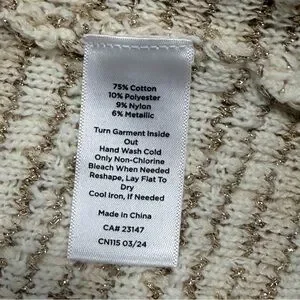 75% Cotton
10% Polyester
9% Nylon
6% Metallic
Turn Garment Inside
Out
Hand Wash Cold
Only Non-Chlorine
Bleach When Needed
Reshape, Lay Flat To
Dry
Cool Iron, If Needed
Made In China
CA# 23147
CN115 03/24